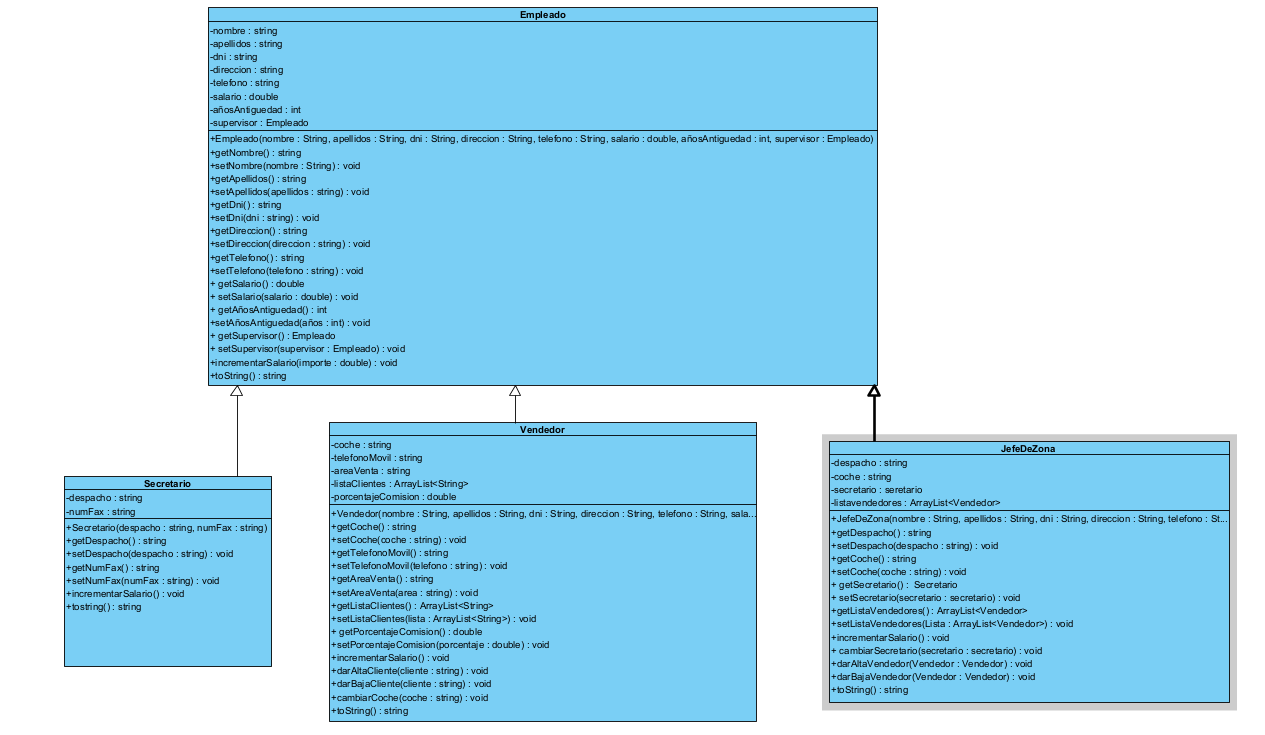 Empleado
-nombre : string
-apellidos : string
-dni : string
-direccion : string
-telefono : string
-salario : double
-añosAntiguedad : int
-supervisor : Empleado
+Empleado(nombre : String, apellidos : String, dni : String, direccion : String, telefono : String, salario : double, añosAntiguedad : int, supervisor : Empleado)
+getNombre() : string
+setNombre(nombre : String) : void
+getApellidos() : string
+setApellidos(apellidos : string) : void
+getDni() : string
+setDni(dni : string) : void
+getDireccion() : string
+setDireccion(direccion : string) : void
+getTelefono() : string
+setTelefono(telefono : string) : void
+ getSalario() : double
+ setSalario(salario : double) : void
+ getAñosAntiguedad() : int
+setAñosAntiguedad(años : int) : void
+ getSupervisor() : Empleado
+ setSupervisor(supervisor : Empleado) : void
+incrementarSalario(importe : double) : void
+toString() : string
Secretario
-despacho : string
-numFax : string
+Secretario(despacho : string, numFax : string)
+getDespacho() : string
+setDespacho(despacho : string) : void
+getNumFax() : string
+setNumFax(numFax : string) : void
+incrementarSalario() : void
+tostring() : string
Vendedor
-coche : string
-telefonoMovil : string
-areaVenta : string
-listaClientes : ArrayList<String>
-porcentajeComision : double
+Vendedor(nombre : String, apellidos : String, dni : String, direccion : String, telefono : String, sala...
+getCoche() : string
+setCoche(coche : string) : void
+getTelefonoMovil() : string
+setTelefonoMovil(telefono : string) : void
+getAreaVenta() : string
+setAreaVenta(area : string) : void
+getListaClientes() : ArrayList<String>
+setListaClientes(lista : ArrayList<String>) : void
+ getPorcentajeComision() : double
+setPorcentajeComision(porcentaje : double) : void
+incrementarSalario() : void
+darAltaCliente(cliente : string) : void
+darBajaCliente(cliente : string) : void
+cambiarCoche(coche : string) : void
+toString() : string
JefeDeZona
-despacho : string
-coche : string
-secretario : seretario
-listavendedores : ArrayList<Vendedor>
+JefeDeZona(nombre : String, apellidos : String, dni : String, direccion : String, telefono : St...
+getDespacho() : string
+setDespacho(despacho : string) : void
+getCoche() : string
+setCoche(coche : string) : void
+ getSecretario() : Secretario
+ setSecretario(secretario : secretario) : void
+getListaVendedores() : ArrayList<Vendedor>
+setListaVendedores(Lista : ArrayList<Vendedor>) : void
+incrementarSalario() : void
+ cambiarSecretario(secretario : secretario) : void
+darAltaVendedor(Vendedor : Vendedor) : void
+darBajaVendedor(Vendedor : Vendedor) : void
+toString() : string